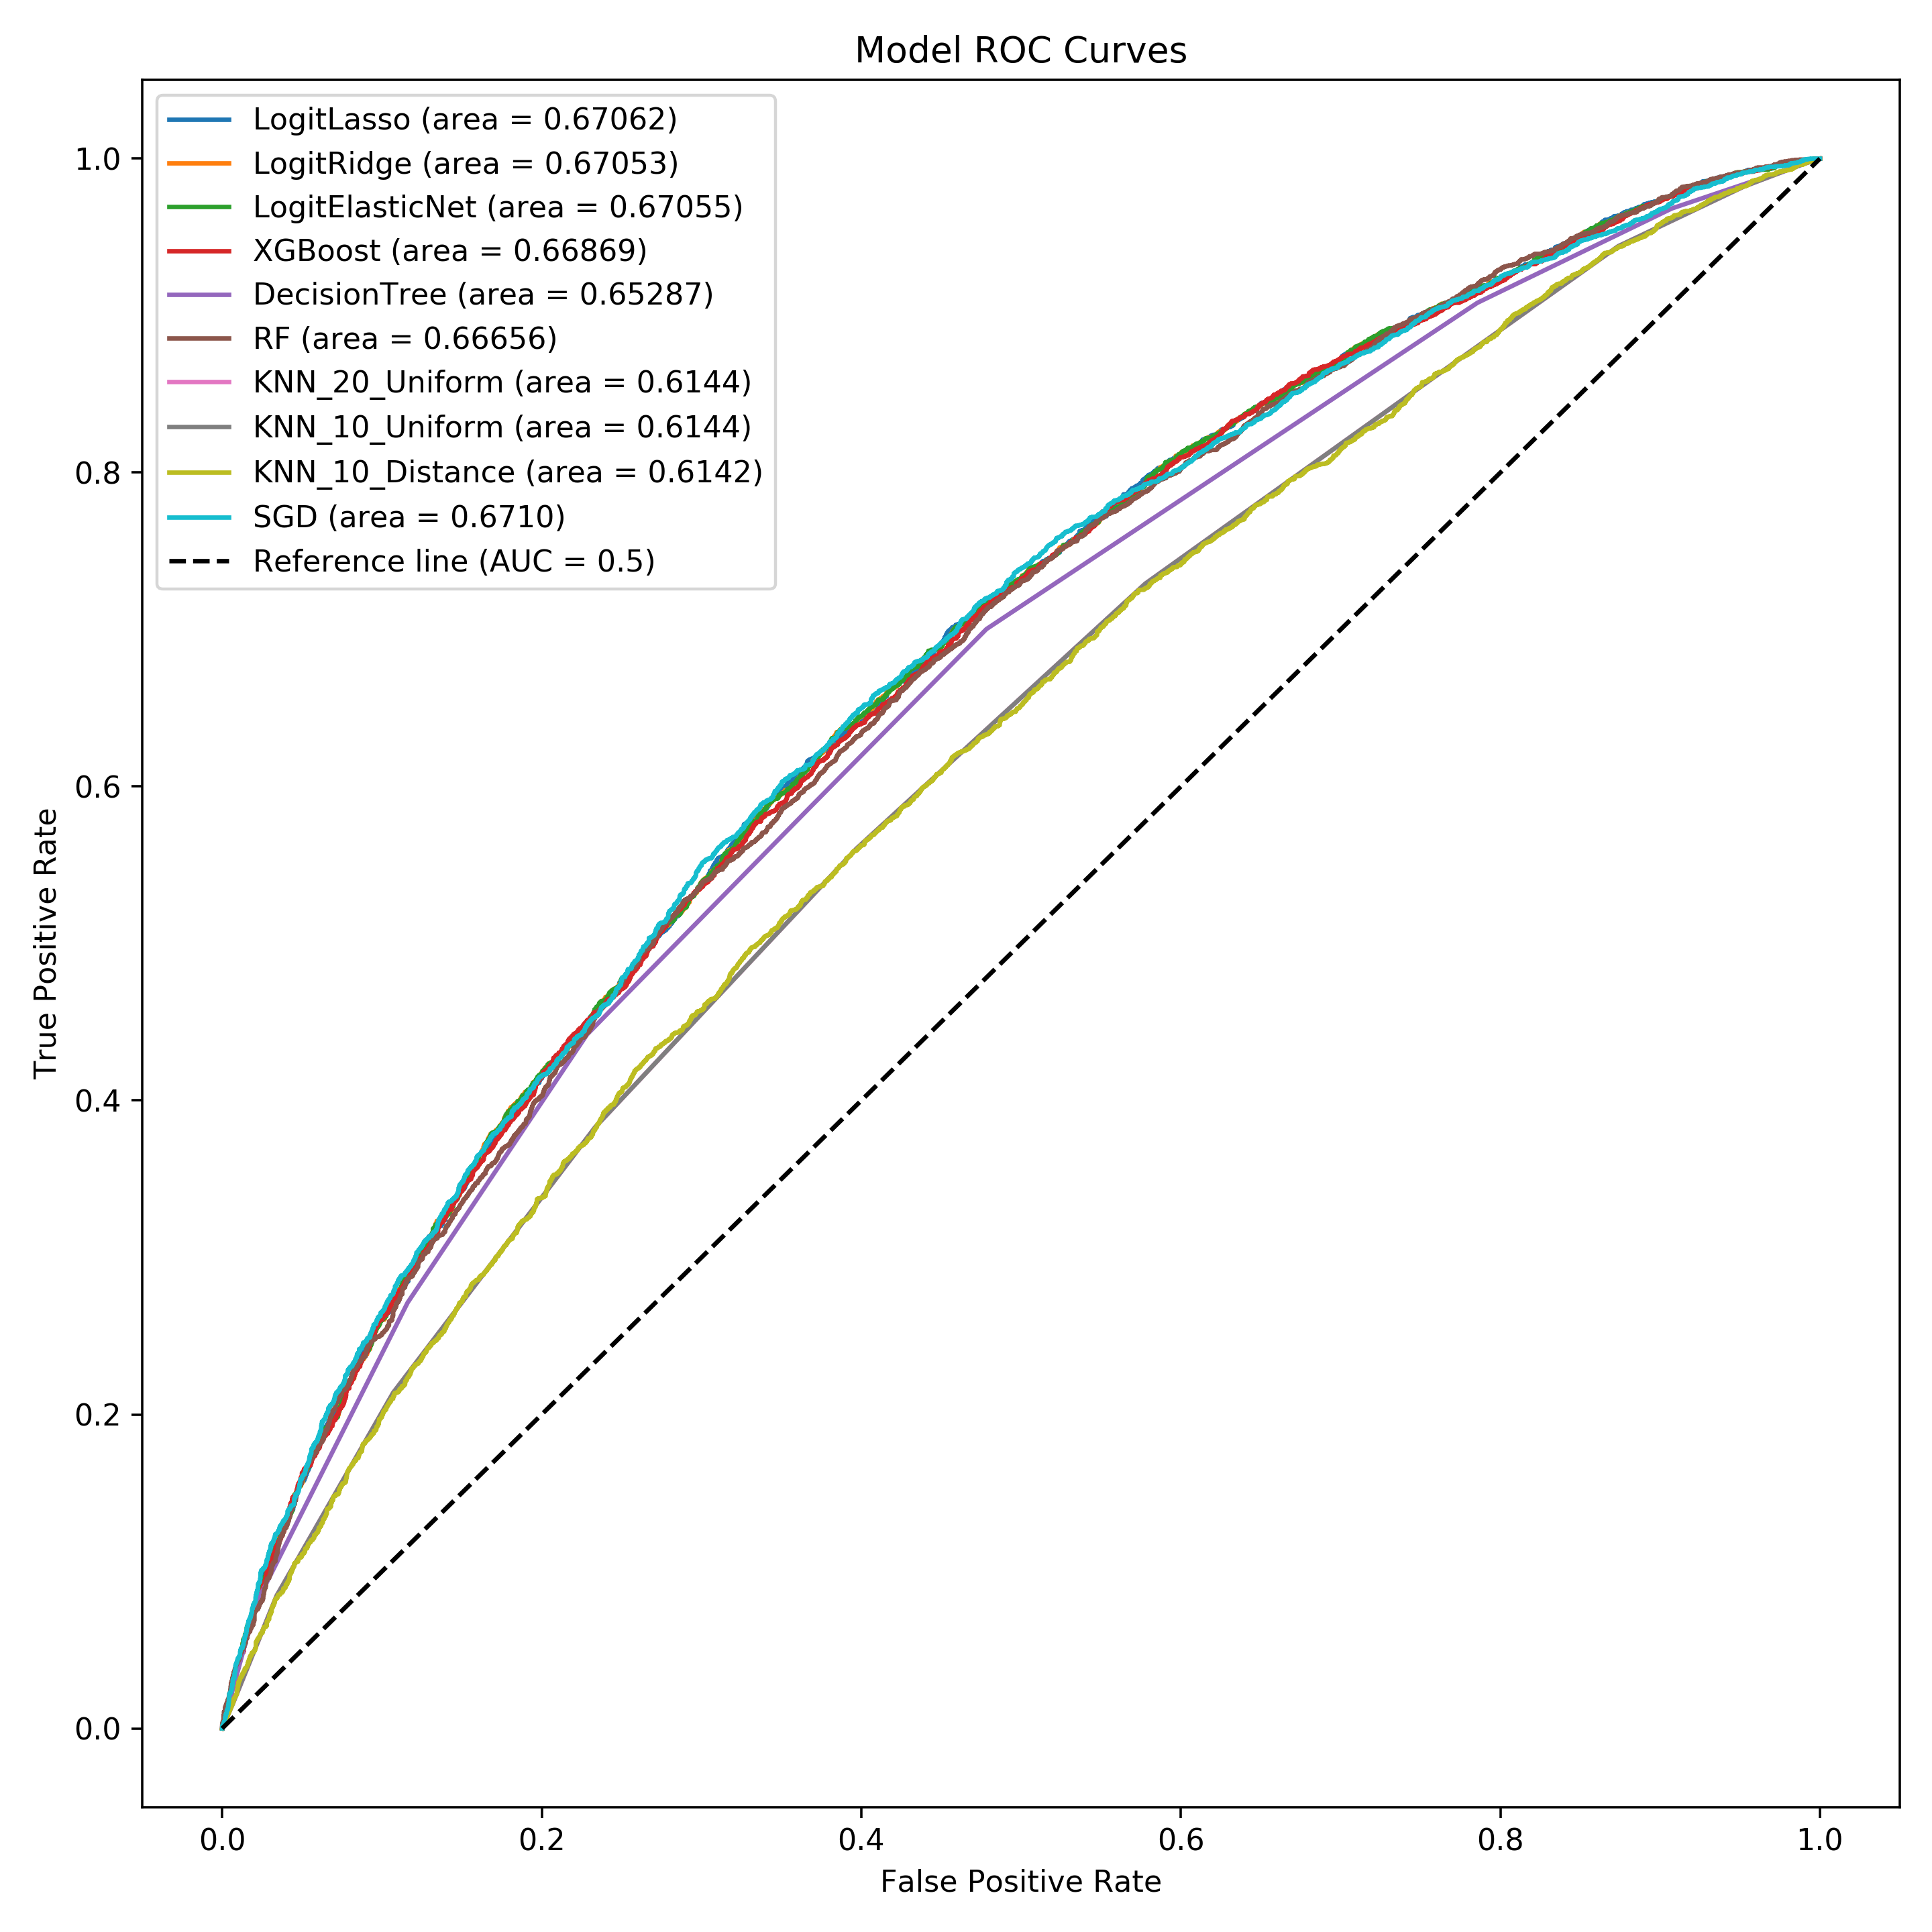 Model ROC Curves
LogitLasso (area = 0.67062)
LogitRidge (area = 0.67053)
LogitElasticNet (area = 0.67055)
XGBoost (area = 0.66869)
DecisionTree (area = 0.65287)
RF (area = 0.66656)
KNN_20_Uniform (area = 0.6144)
KNN_10_Uniform (area = 0.6144)
KNN_10_Distance (area = 0.6142)
SGD (area = 0.6710)
Reference line (AUC = 0.5)
True Positive Rate
1.0
0.8
0.6
0.4
0.2
0.0
0.0 0.2 0.4 0.6 0.8 1.0
False Positive Rate